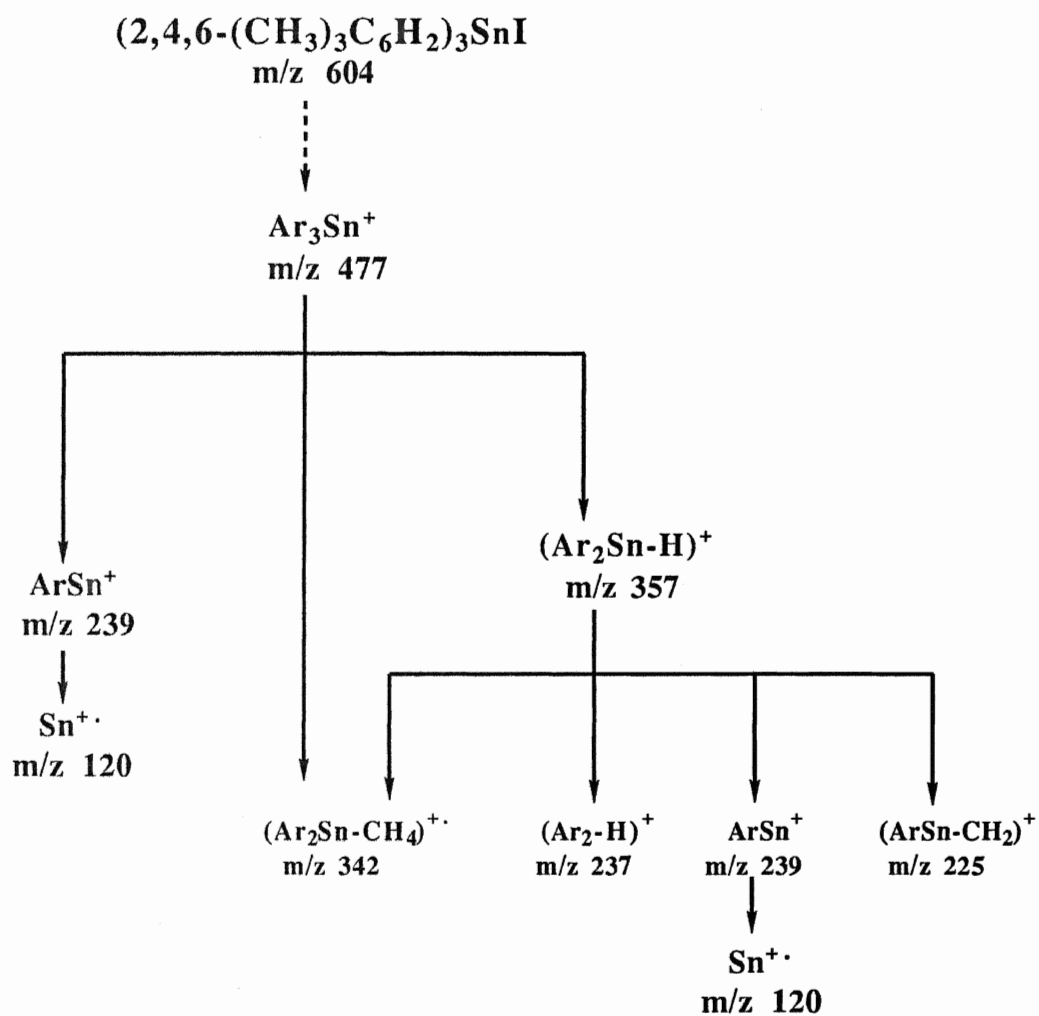 (2,4,6-(CH₃)₃C₆H₂)₃SnI
m/z 604
Ar₃Sn⁺
m/z 477
(Ar₂Sn-H)⁺
m/z 357
ArSn⁺
m/z 239
Sn⁺·
m/z 120
(Ar₂Sn-CH₄)⁺·
m/z 342
(Ar₂-H)⁺
m/z 237
ArSn⁺
m/z 239
(ArSn-CH₂)⁺
m/z 225
Sn⁺·
m/z 120